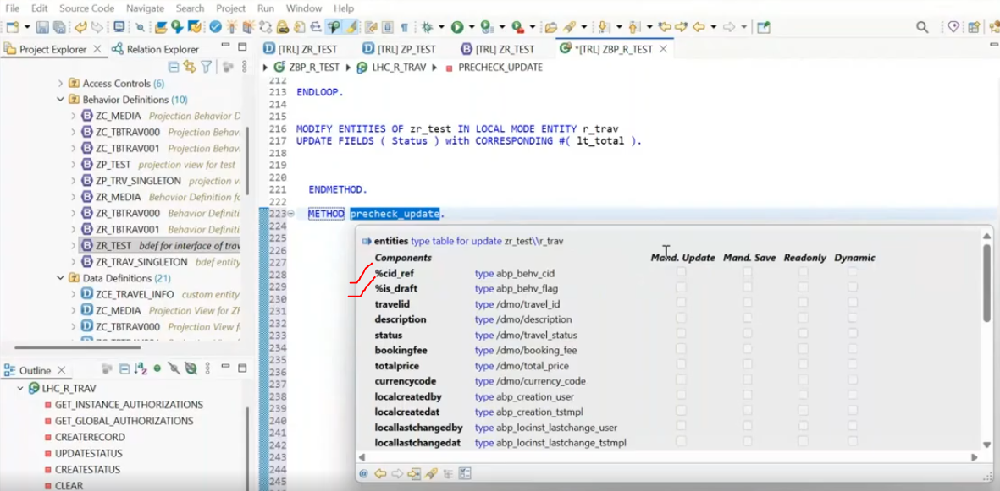 File Edit Source Code Navigate Search Project Run Window Help
Project Explorer
Relation Explorer
[TRL] ZR_TEST
[TRL] ZP_TEST
[TRL] ZR_TEST
*[TRL] ZBP_R_TEST
ZBP_R_TEST
LHC_R_TRAV
PRECHECK_UPDATE
Access Controls (6)
Behavior Definitions (10)
ZC_MEDIA Projection Behavior D
ZC_TBTRAV000 Projection Behav
ZC_TBTRAV001 Projection Behav
ZP_TEST projection view for test
ZP_TRV_SINGLETON projection v
ZR_MEDIA Behavior Definition fo
ZR_TBTRAV000 Behavior Definiti
ZR_TBTRAV001 Behavior Definiti
ZR_TEST bdef for interface of trav
ZR_TRAV_SINGLETON bdef entity
Data Definitions (21)
ZCE_TRAVEL_INFO custom entity
ZC_MEDIA Projection View for ZF
ZC_TBTRAV000 Projection View f
Outline
LHC_R_TRAV
GET_INSTANCE_AUTHORIZATIONS
GET_GLOBAL_AUTHORIZATIONS
CREATERECORD
UPDATESTATUS
CREATESTATUS
CLEAR
212
213 ENDLOOP.
214
215
216 MODIFY ENTITIES OF zr_test IN LOCAL MODE ENTITY r_trav
217 UPDATE FIELDS ( Status ) with CORRESPONDING #( lt_total ).
218
219
220
221 ENDMETHOD.
222
223 METHOD precheck_update.
224
225
226
227
228
229
230
231
232
233
234
235
236
237
238
239
240
241
242
243
244
245
entities type table for update zr_test\\r_trav
Components Mand. Update Mand. Save Readonly Dynamic
%cid_ref type abp_behv_cid
%is_draft type abp_behv_flag
travelid type /dmo/travel_id
description type /dmo/description
status type /dmo/travel_status
bookingfee type /dmo/booking_fee
totalprice type /dmo/total_price
currencycode type /dmo/currency_code
localcreatedby type abp_creation_user
localcreatedat type abp_creation_tstmpl
locallastchangedby type abp_locinst_lastchange_user
locallastchangedat type abp_locinst_lastchange_tstmpl